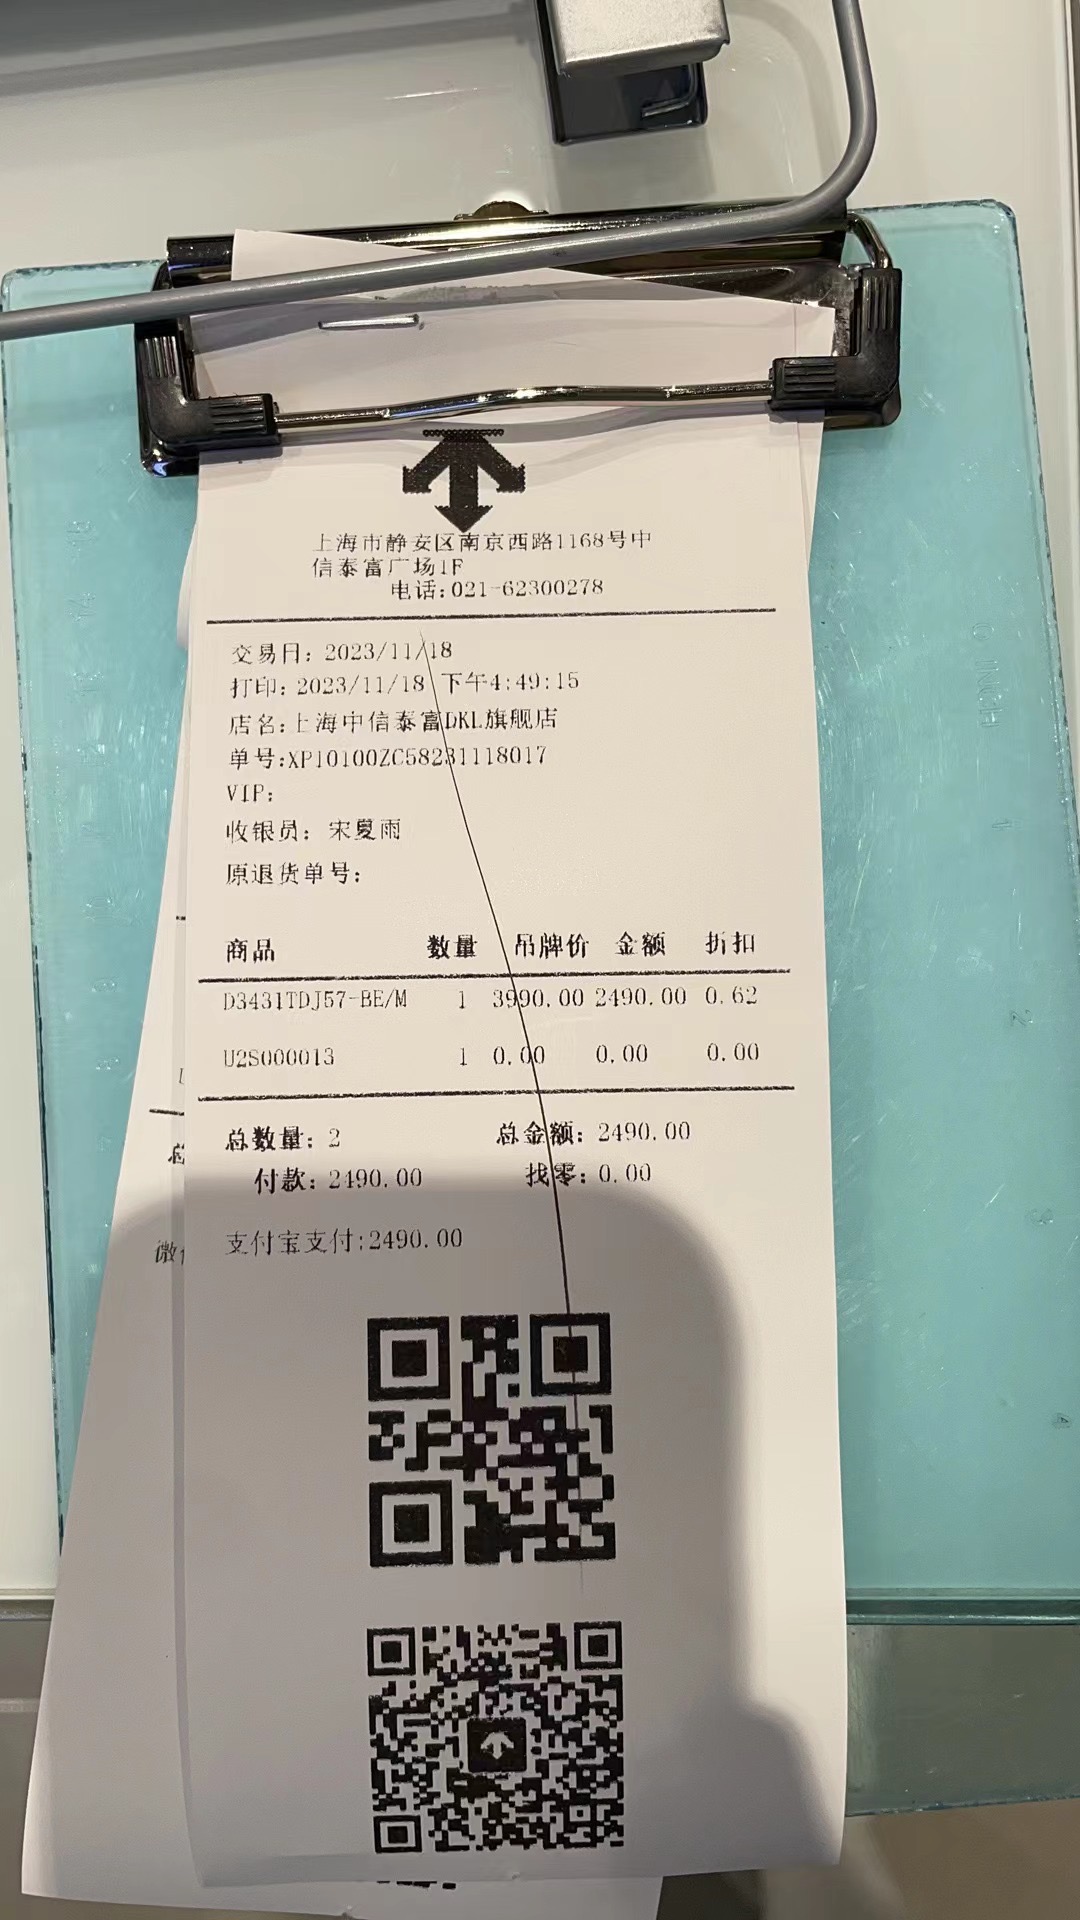 上海市静安区南京西路1168号中
信泰富广场1F
电话:021-62300278
交易日: 2023/11/18
打印: 2023/11/18 下午4:49:15
店名:上海中信泰富DKL旗舰店
单号:XP10100ZC58231118017
VIP:
收银员: 宋夏雨
原退货单号:
商品 数量 吊牌价 金额 折扣
D3431TDJ57-BE/M 1 3990.00 2490.00 0.62
U2S000013 1 0.00 0.00 0.00
总数量: 2 总金额: 2490.00
付款: 2490.00 找零: 0.00
支付宝支付:2490.00